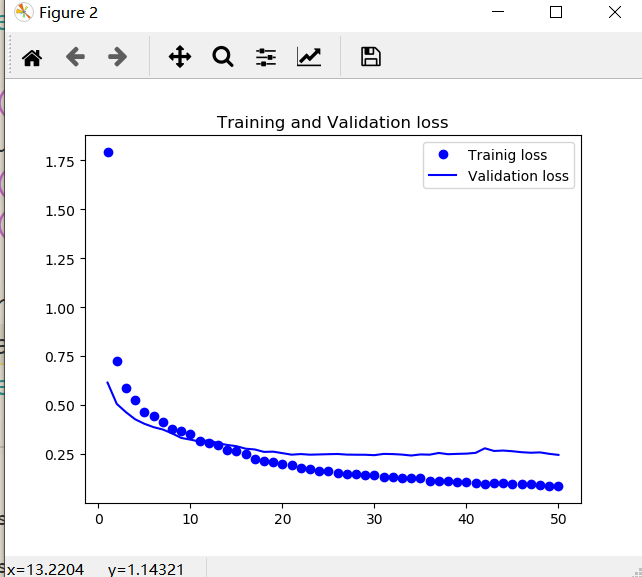 Figure 2
Training and Validation loss
Trainig loss
Validation loss
1.75
1.50
1.25
1.00
0.75
0.50
0.25
0 10 20 30 40 50
x=13.2204 y=1.14321